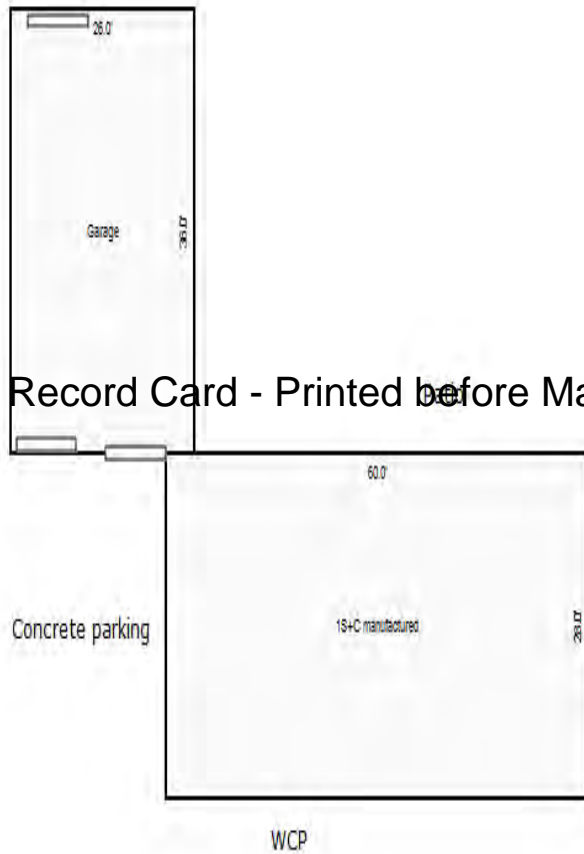 26.0'
Garage
36.0'
Record Card - Printed before Ma
60.0'
Concrete parking
1S+C manufactured
28.0'
WCP